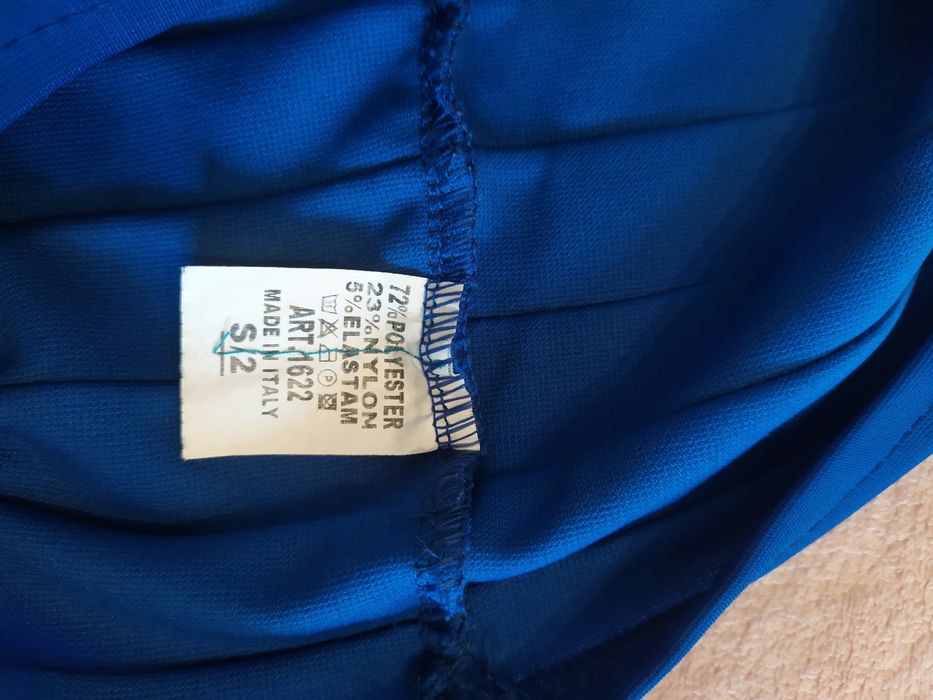 72% POLYESTER
23% NYLON
5% ELASTAM
P
ART. 1622
MADE IN ITALY
S/2